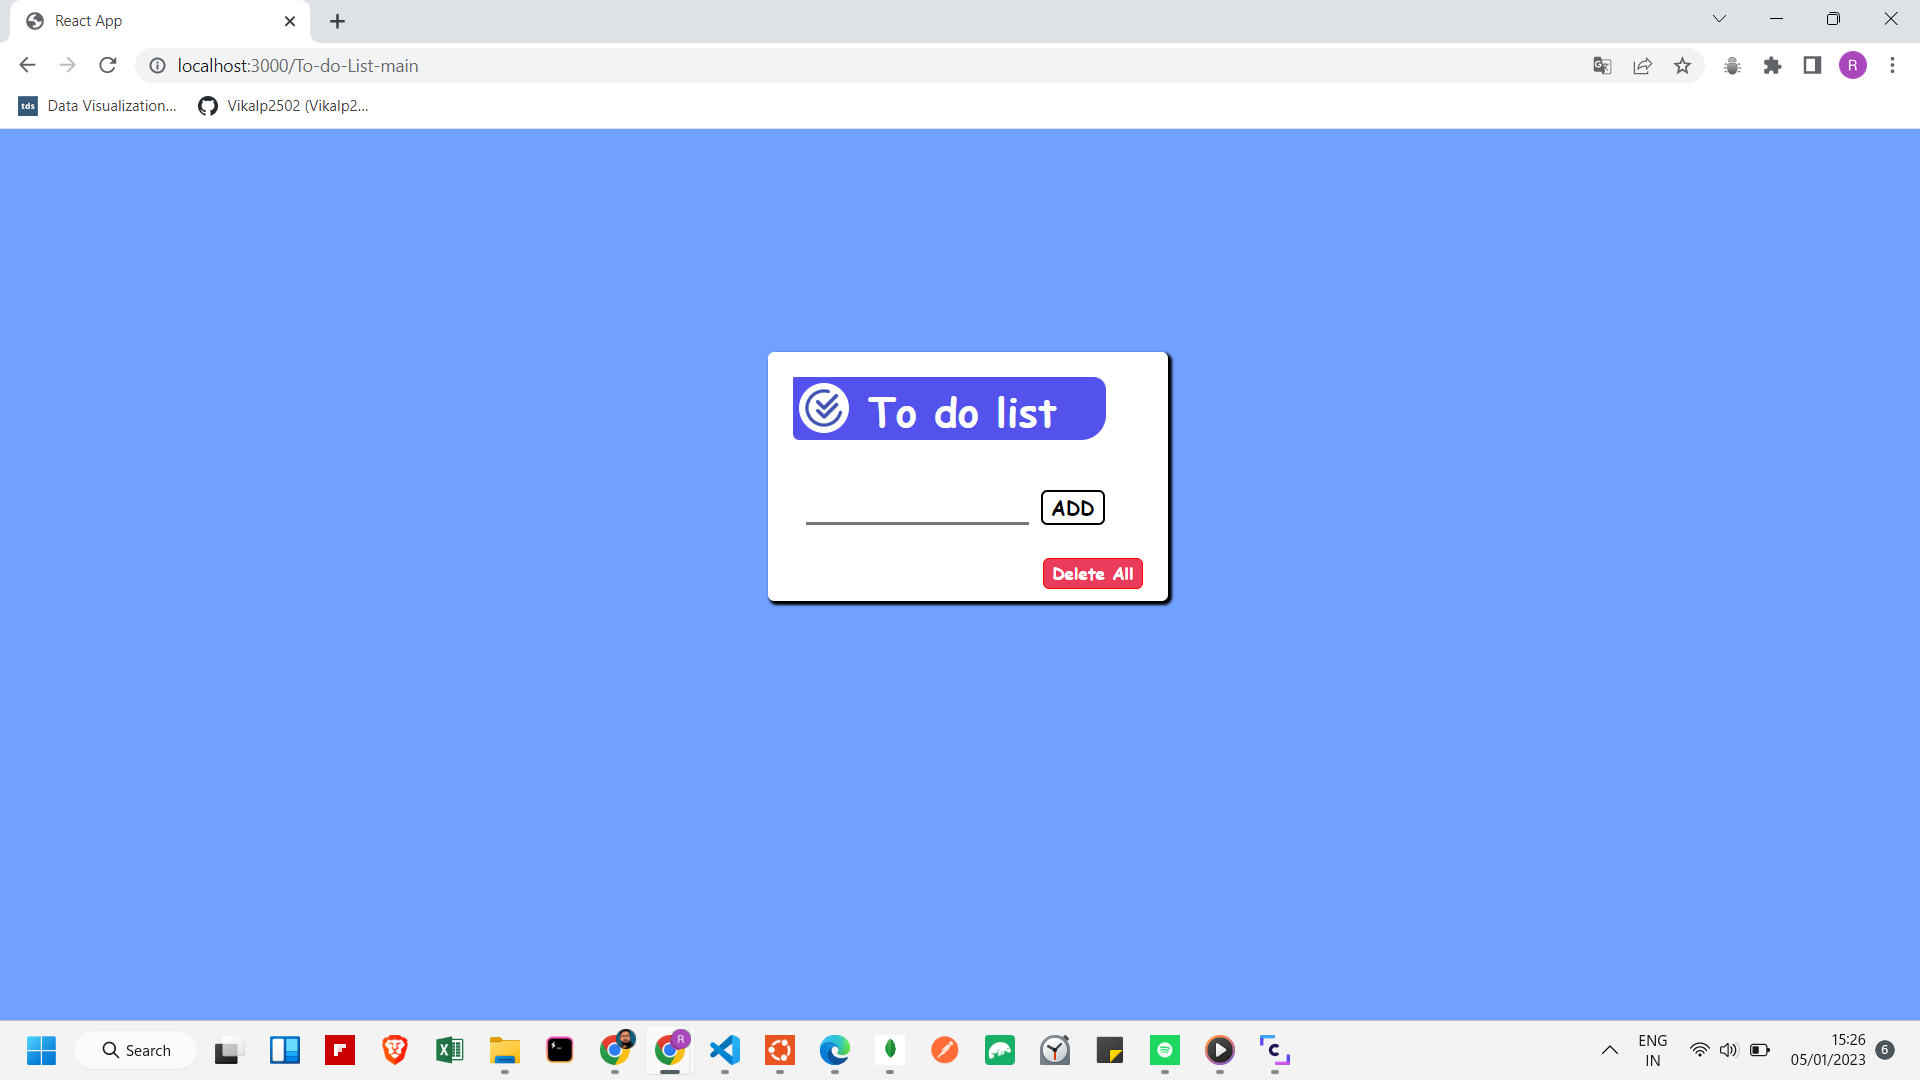 React App
localhost:3000/To-do-List-main
R
tds Data Visualization... Vikalp2502 (Vikalp2...
To do list
ADD
Delete All
Search
R
ENG
IN
15:26
05/01/2023
6